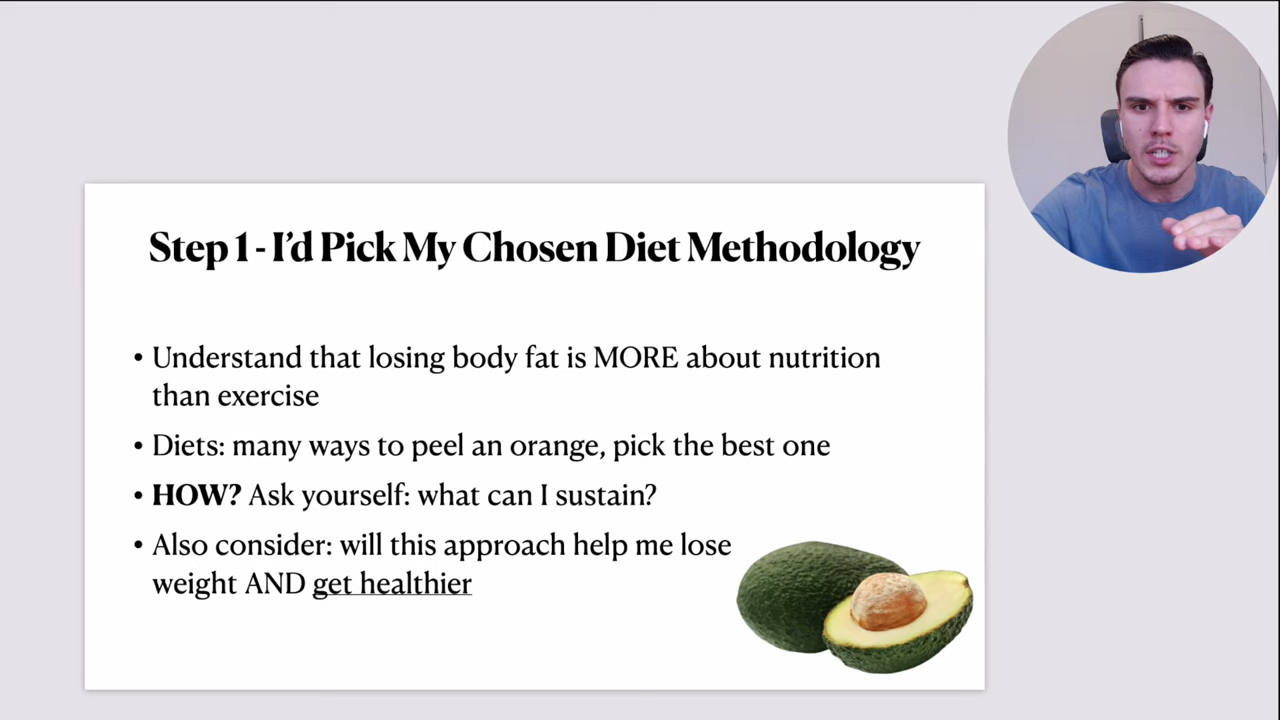 Step 1 - I'd Pick My Chosen Diet Methodology
• Understand that losing body fat is MORE about nutrition
than exercise
• Diets: many ways to peel an orange, pick the best one
• HOW? Ask yourself: what can I sustain?
• Also consider: will this approach help me lose
weight AND get healthier